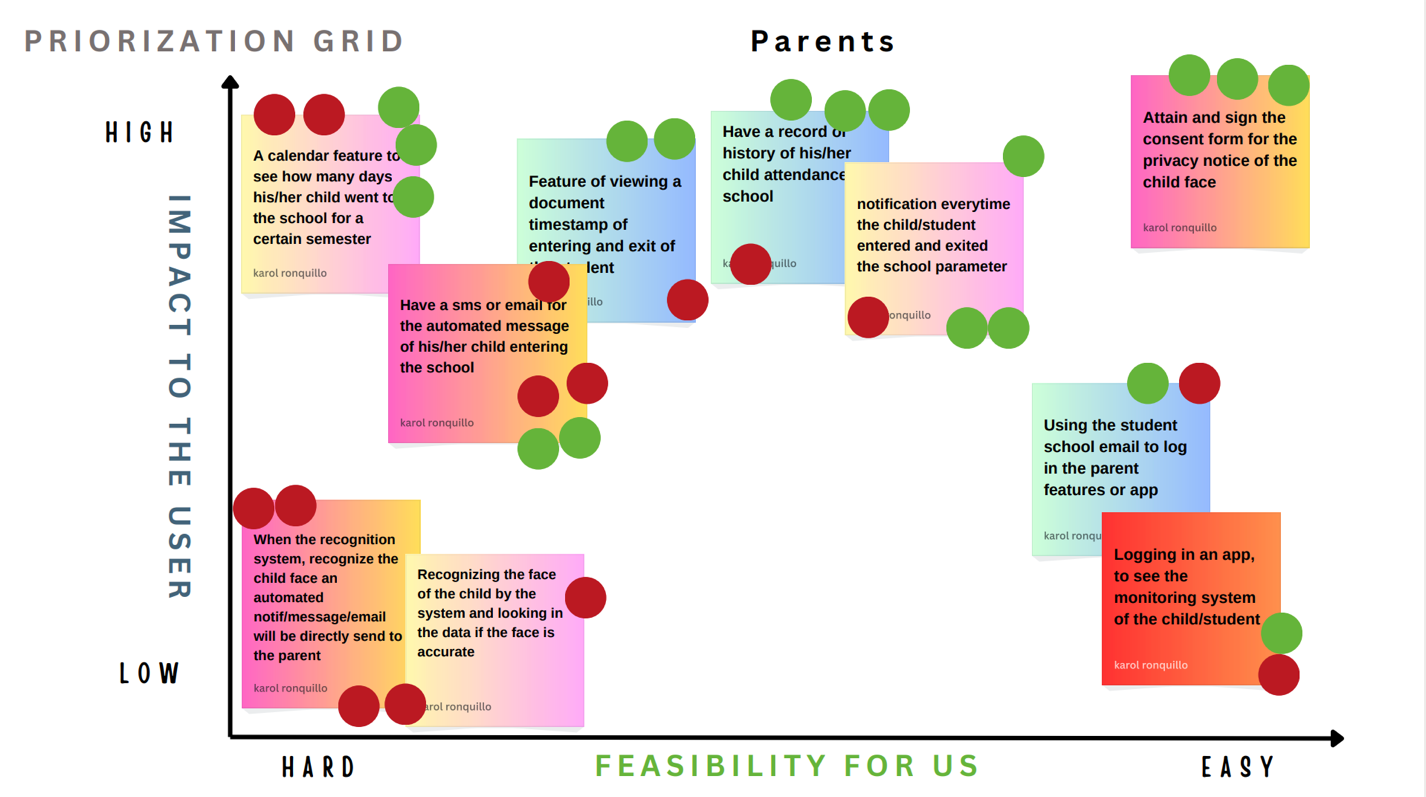 PRIORIZATION GRID
Parents
HIGH
IMPACT TO THE USER
LOW
A calendar feature to
see how many days
his/her child went to
the school for a
certain semester
karol ronquillo
Feature of viewing a
document
timestamp of
entering and exit of
Have a record of
history of his/her
child attendance
school
notification everytime
the child/student
entered and exited
the school parameter
ronquillo
Attain and sign the
consent form for the
privacy notice of the
child face
karol ronquillo
Have a sms or email for
the automated message
of his/her child entering
the school
karol ronquillo
Using the student
school email to log
in the parent
features or app
Logging in an app,
to see the
monitoring system
of the child/student
karol ronquillo
When the recognition
system, recognize the
child face an
automated
notif/message/email
will be directly send to
the parent
karol ronquillo
Recognizing the face
of the child by the
system and looking in
the data if the face is
accurate
karol ronquillo
HARD
FEASIBILITY FOR US
EASY